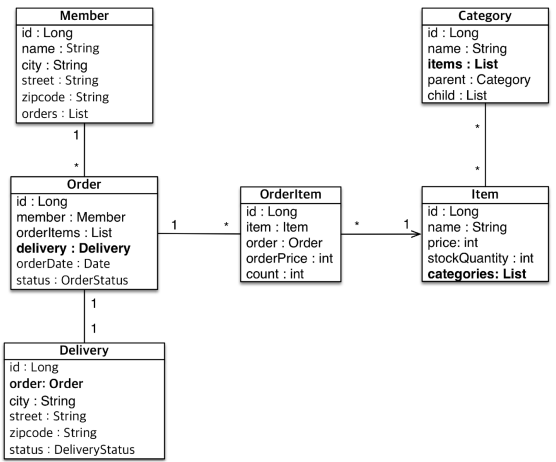 Member
id : Long
name : String
city : String
street : String
zipcode : String
orders : List
Category
id : Long
name : String
items : List
parent : Category
child : List
1
*
*
*
Order
id : Long
member : Member
orderItems : List
delivery : Delivery
orderDate : Date
status : OrderStatus
1
*
OrderItem
id : Long
item : Item
order : Order
orderPrice : int
count : int
*
1
Item
id : Long
name : String
price: int
stockQuantity : int
categories: List
1
1
Delivery
id : Long
order: Order
city : String
street : String
zipcode : String
status : DeliveryStatus